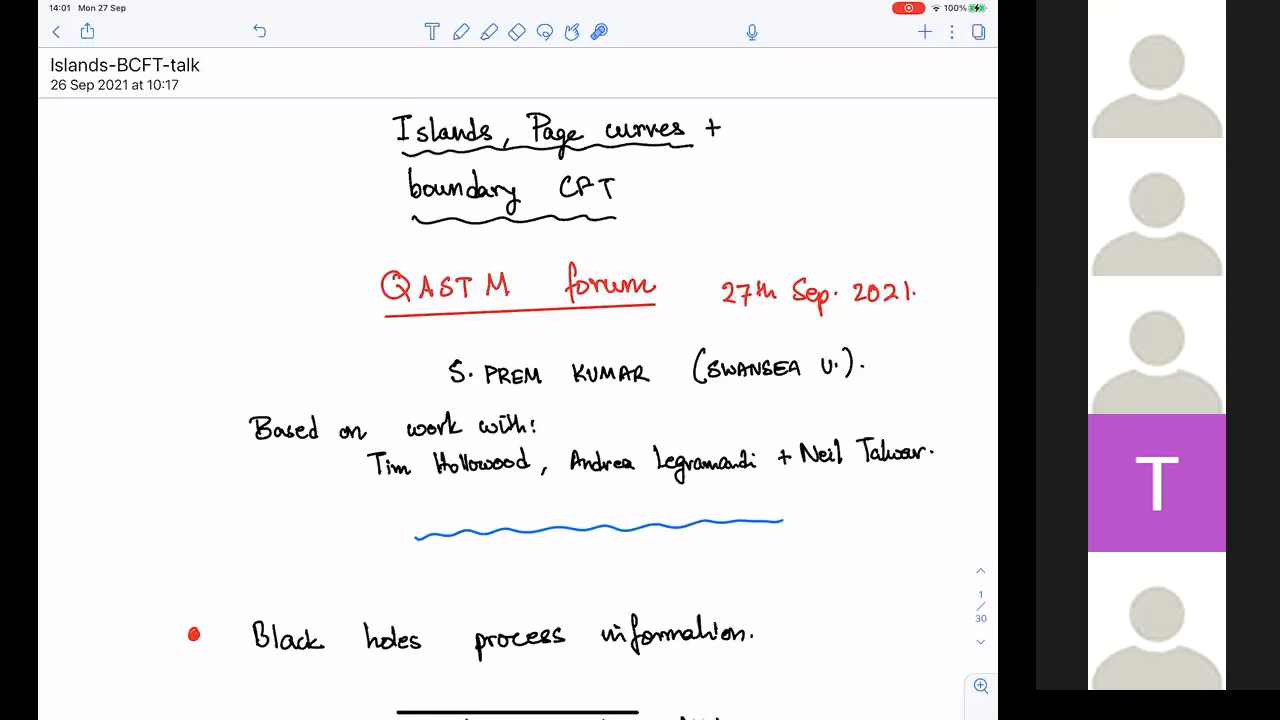 14:01 Mon 27 Sep
100%
Islands-BCFT-talk
26 Sep 2021 at 10:17
Islands, Page curves +
boundary CFT
QASTM forum 27th Sep. 2021.
S. PREM KUMAR (SWANSEA U.).
Based on work with:
Tim Hollowood, Andrea Legramandi + Neil Talwar.
• Black holes process information.
1
/
30
T